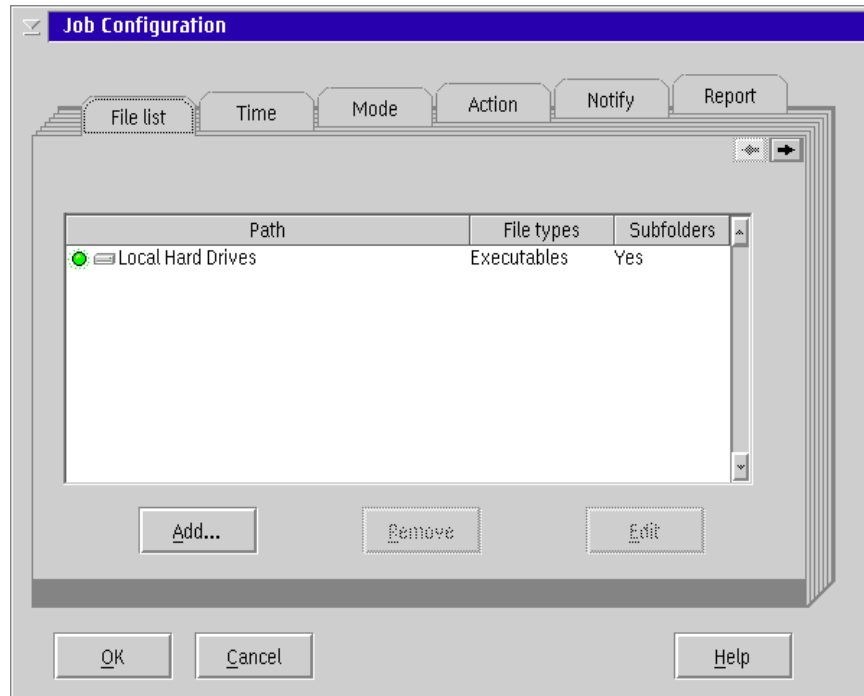 Job Configuration
File list Time Mode Action Notify Report
Path File types Subfolders
Local Hard Drives Executables Yes
Add... Remove Edit
OK Cancel Help